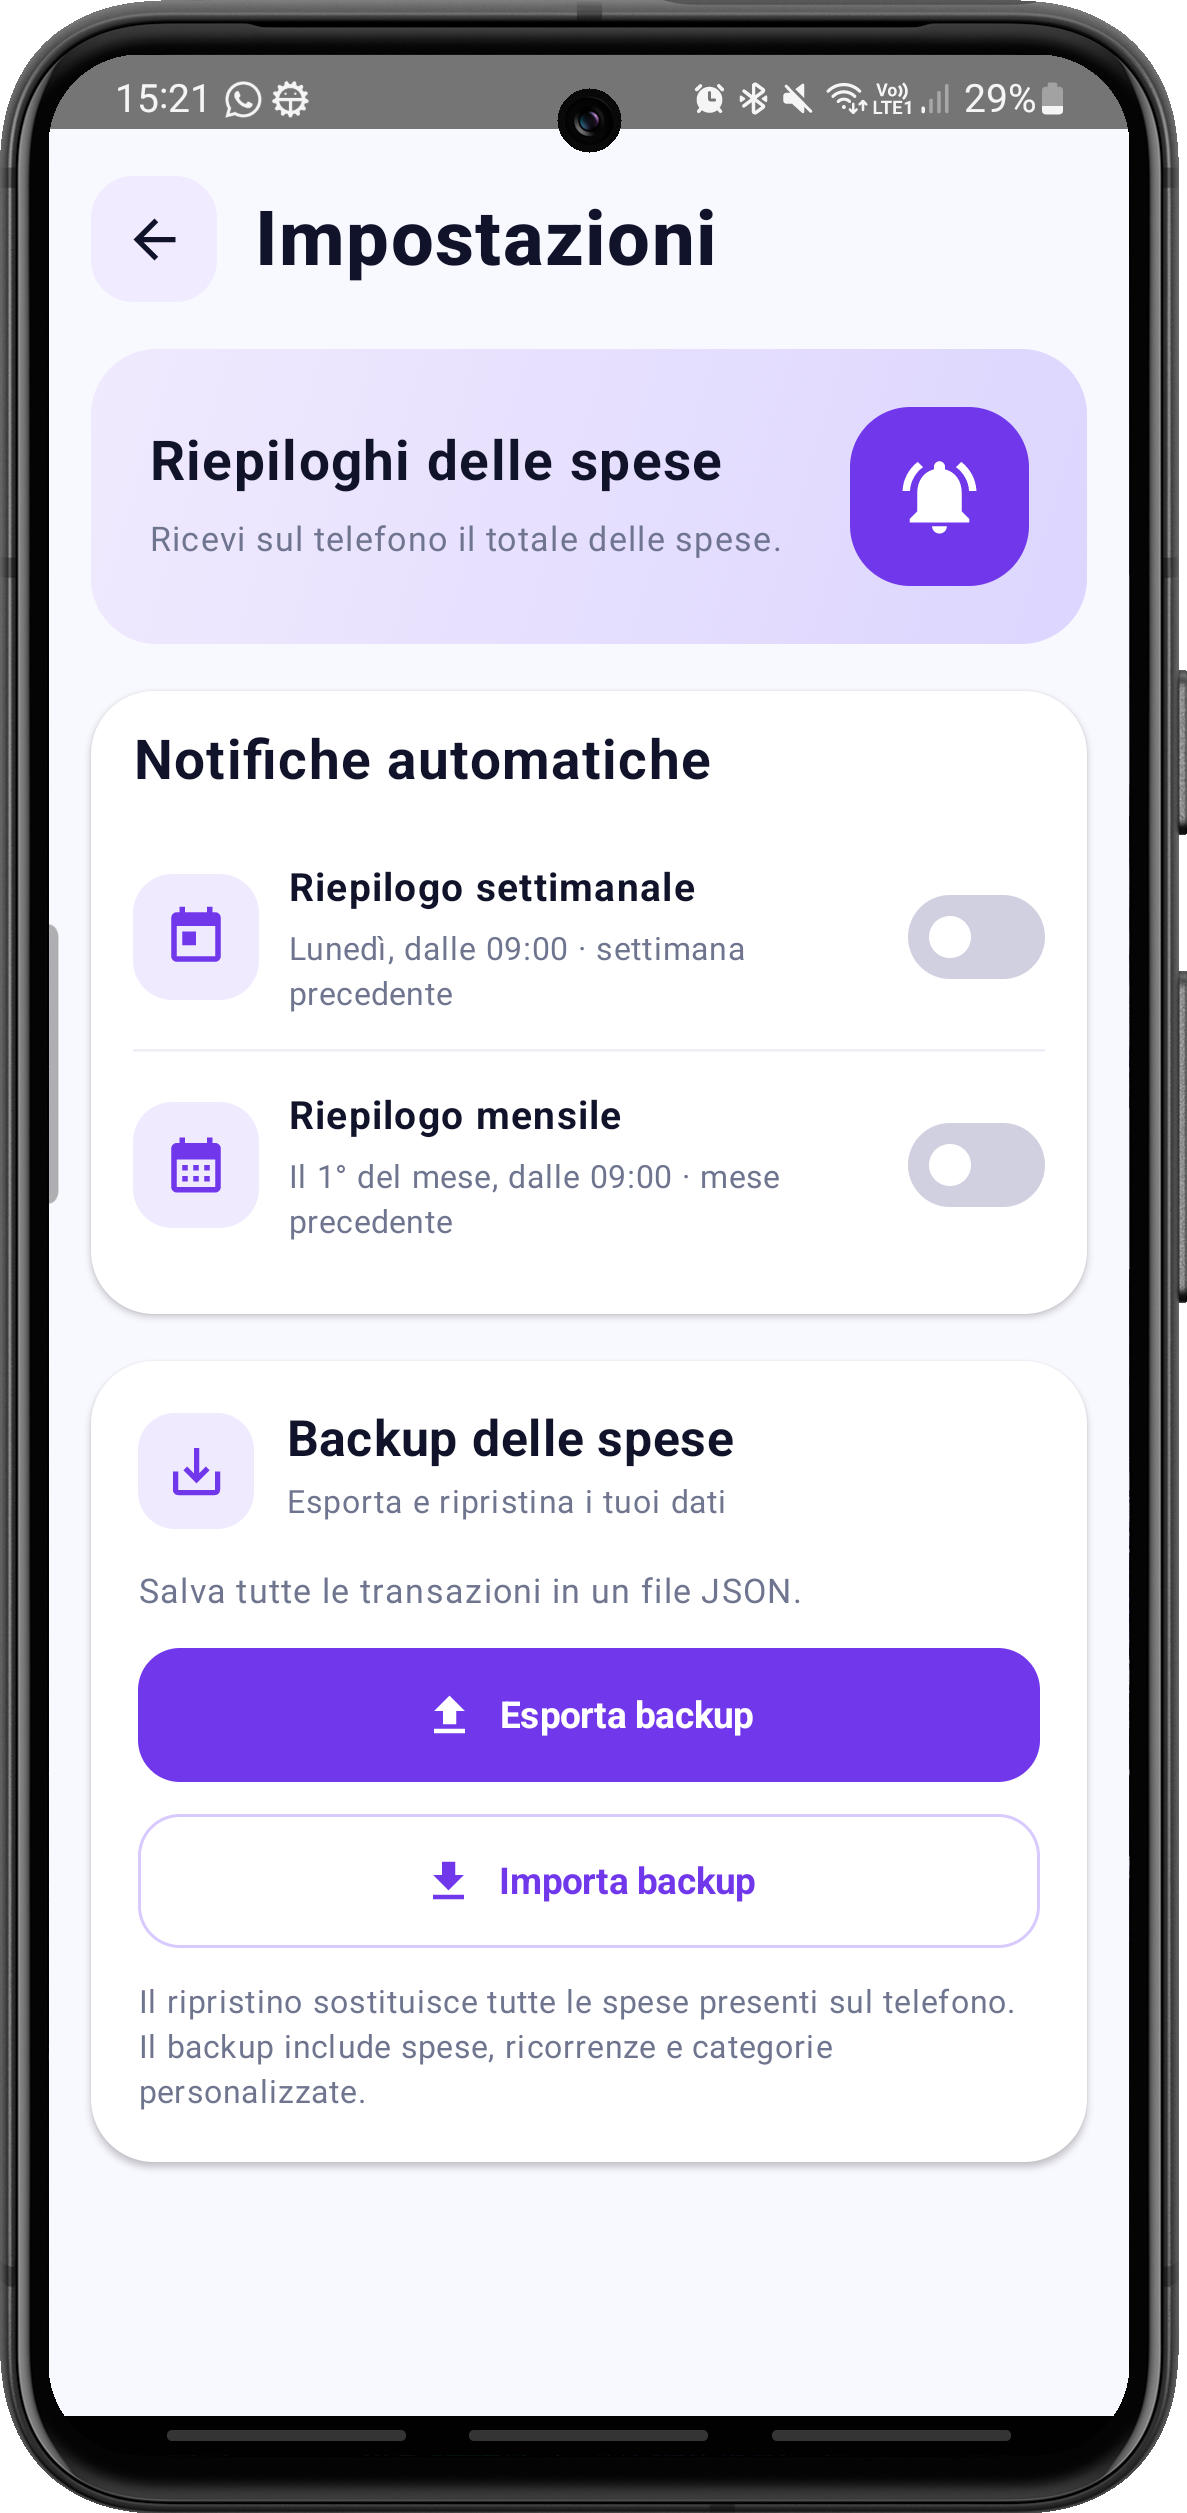 15:21
Vo))
LTE1
29%
Impostazioni
Riepiloghi delle spese
Ricevi sul telefono il totale delle spese.
Notifiche automatiche
Riepilogo settimanale
Lunedì, dalle 09:00 · settimana
precedente
Riepilogo mensile
Il 1° del mese, dalle 09:00 · mese
precedente
Backup delle spese
Esporta e ripristina i tuoi dati
Salva tutte le transazioni in un file JSON.
Esporta backup
Importa backup
Il ripristino sostituisce tutte le spese presenti sul telefono.
Il backup include spese, ricorrenze e categorie
personalizzate.